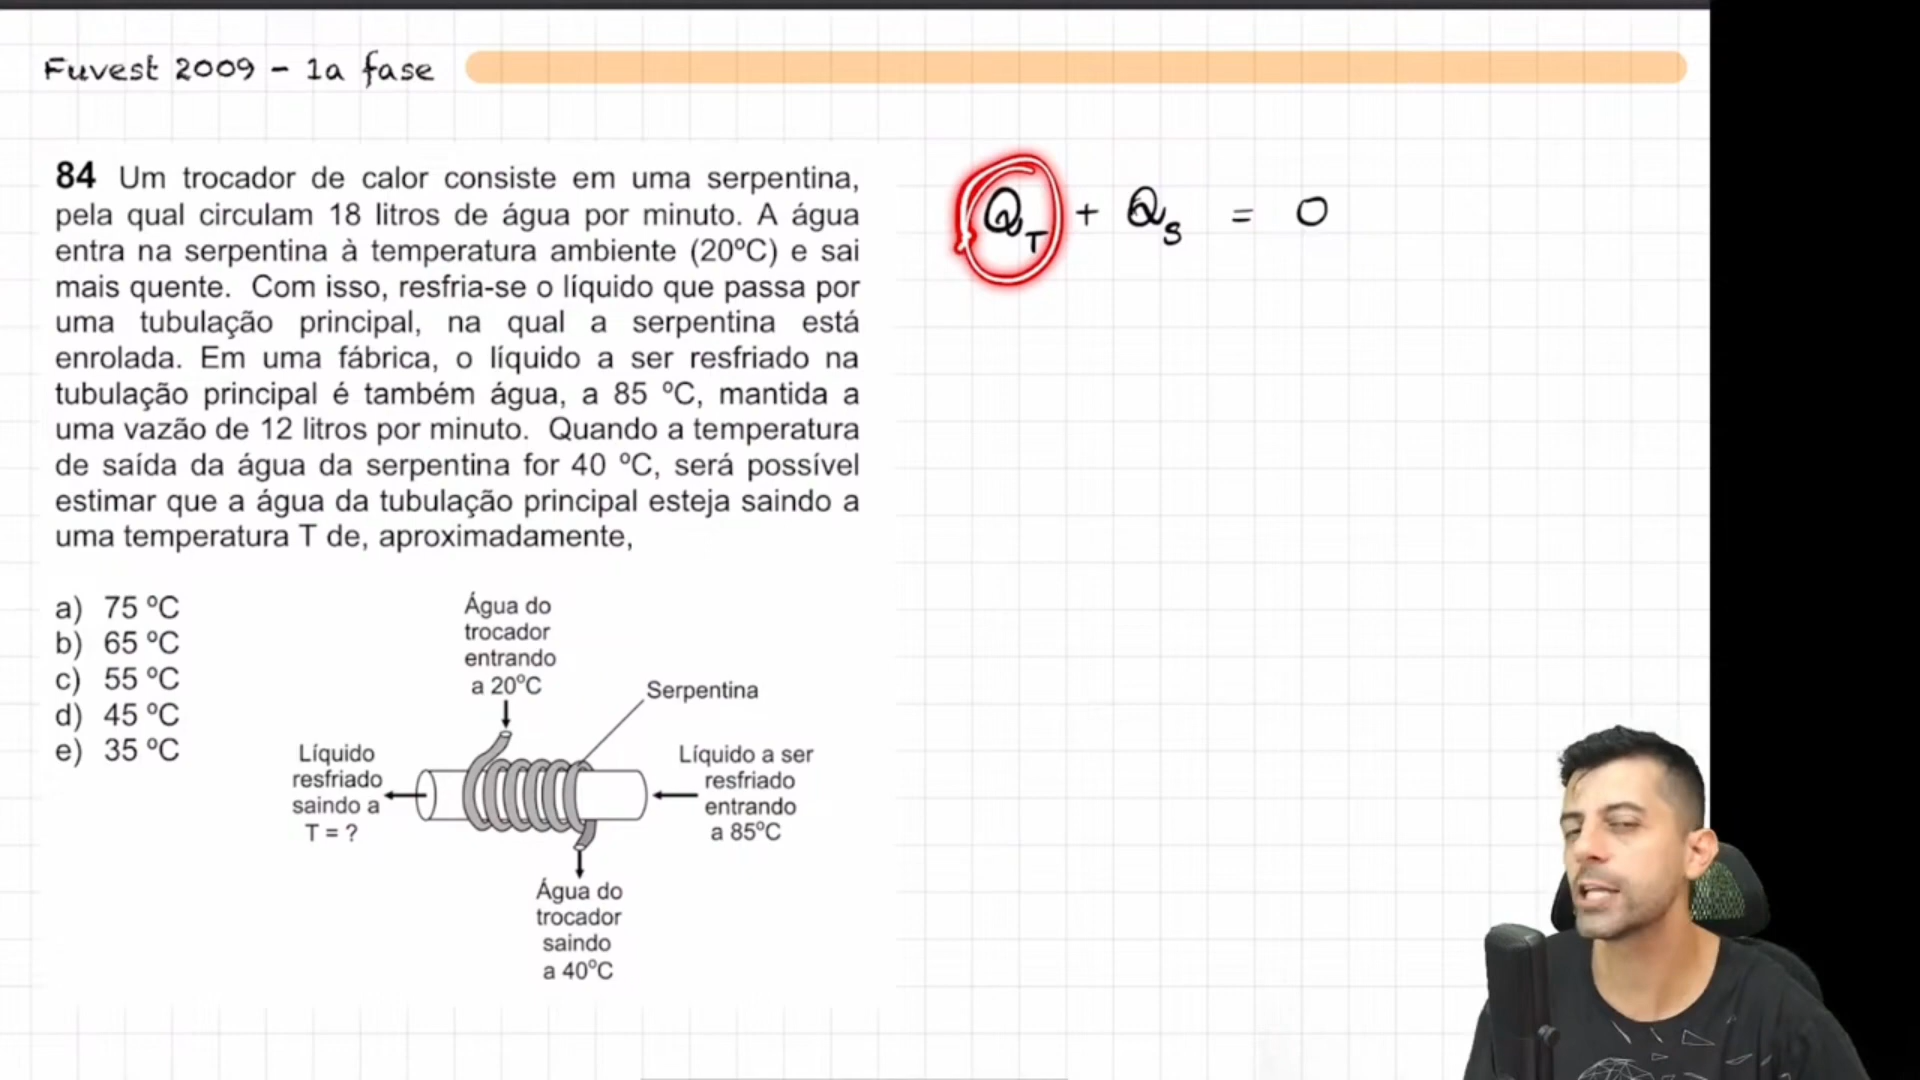 Fuvest 2009 - 1a fase
84 Um trocador de calor consiste em uma serpentina,
pela qual circulam 18 litros de água por minuto. A água
entra na serpentina à temperatura ambiente (20ºC) e sai
mais quente. Com isso, resfria-se o líquido que passa por
uma tubulação principal, na qual a serpentina está
enrolada. Em uma fábrica, o líquido a ser resfriado na
tubulação principal é também água, a 85 ºC, mantida a
uma vazão de 12 litros por minuto. Quando a temperatura
de saída da água da serpentina for 40 ºC, será possível
estimar que a água da tubulação principal esteja saindo a
uma temperatura T de, aproximadamente,
a) 75 ºC
b) 65 ºC
c) 55 ºC
d) 45 ºC
e) 35 ºC
Água do
trocador
entrando
a 20ºC
Serpentina
Líquido
resfriado
saindo a
T = ?
Líquido a ser
resfriado
entrando
a 85ºC
Água do
trocador
saindo
a 40ºC
Q_T + Q_S = 0